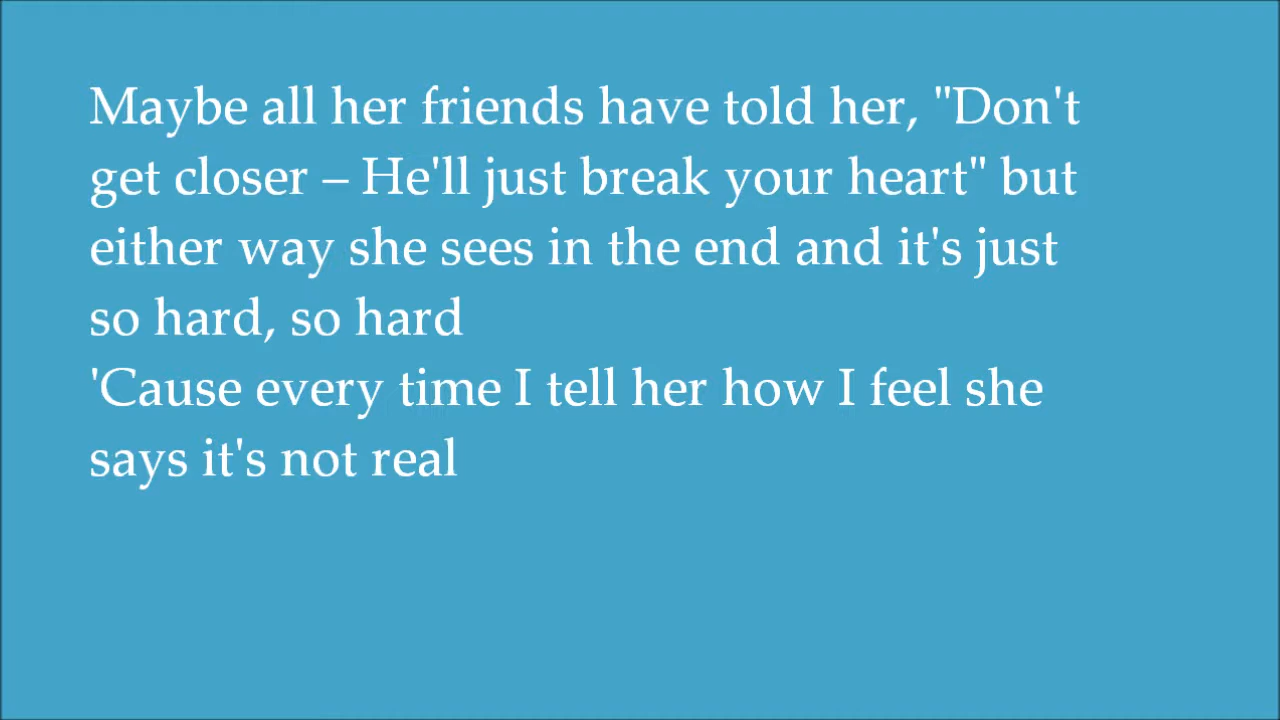 Maybe all her friends have told her, "Don't
get closer – He'll just break your heart" but
either way she sees in the end and it's just
so hard, so hard
'Cause every time I tell her how I feel she
says it's not real